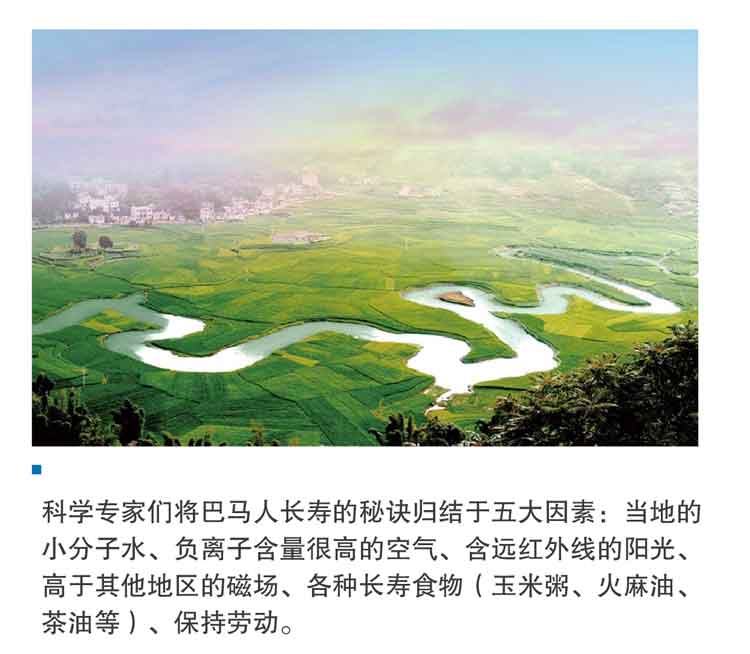 科学专家们将巴马人长寿的秘诀归结于五大因素：当地的
小分子水、负离子含量很高的空气、含远红外线的阳光、
高于其他地区的磁场、各种长寿食物（玉米粥、火麻油、
茶油等）、保持劳动。